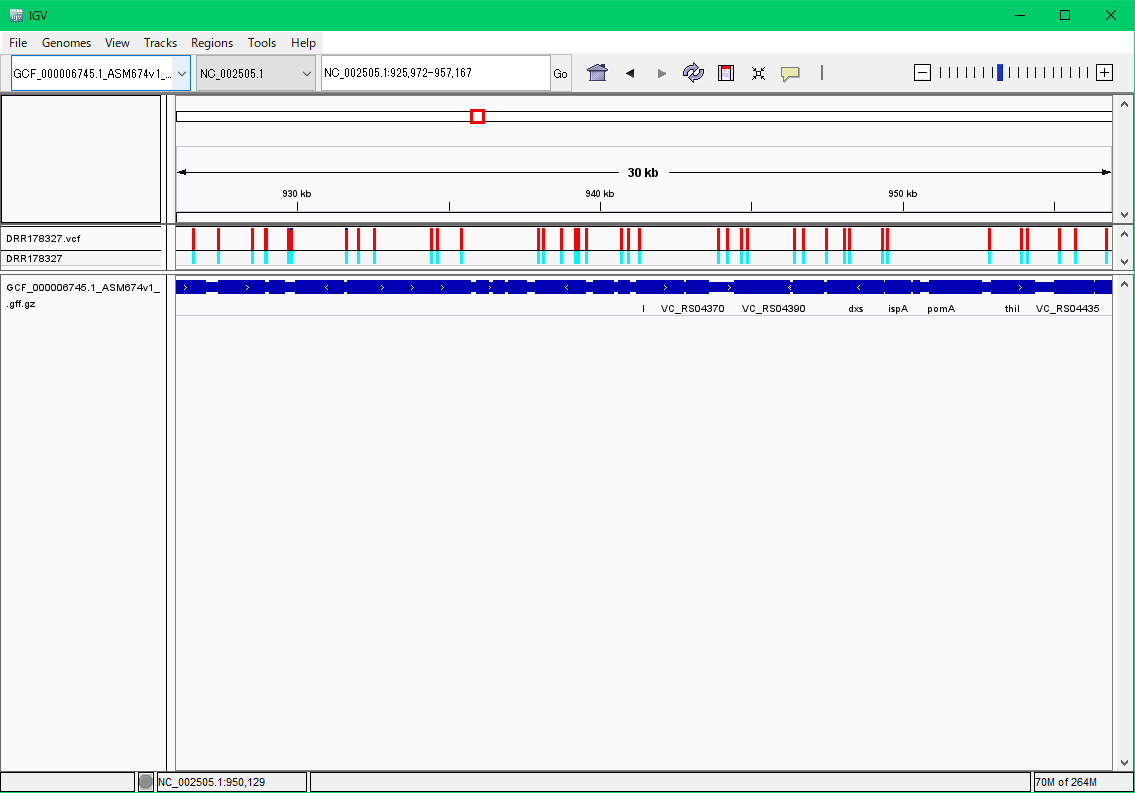 IGV
File Genomes View Tracks Regions Tools Help
GCF_000006745.1_ASM674v1_... NC_002505.1 NC_002505.1:925,972-957,167 Go
30 kb
930 kb 940 kb 950 kb
DRR178327.vcf
DRR178327
GCF_000006745.1_ASM674v1_
.gff.gz
VC_RS04370 VC_RS04390 dxs ispA pomA thiI VC_RS04435
NC_002505.1:950,129 70M of 264M